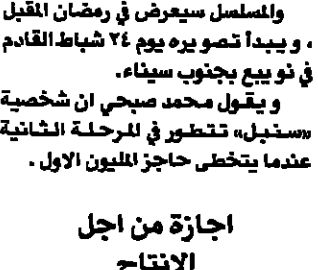 والمسلسل سيعرض في رمضان المقبل
، ويبدأ تصويره يوم ٢٤ شباط القادم
في نويبع بجنوب سيناء.
ويقول محمد صبحي ان شخصية
«سنبل» تتطور في المرحلة الثانية
عندما يتخطى حاجز المليون الاول .
اجازة من اجل
الانتاج